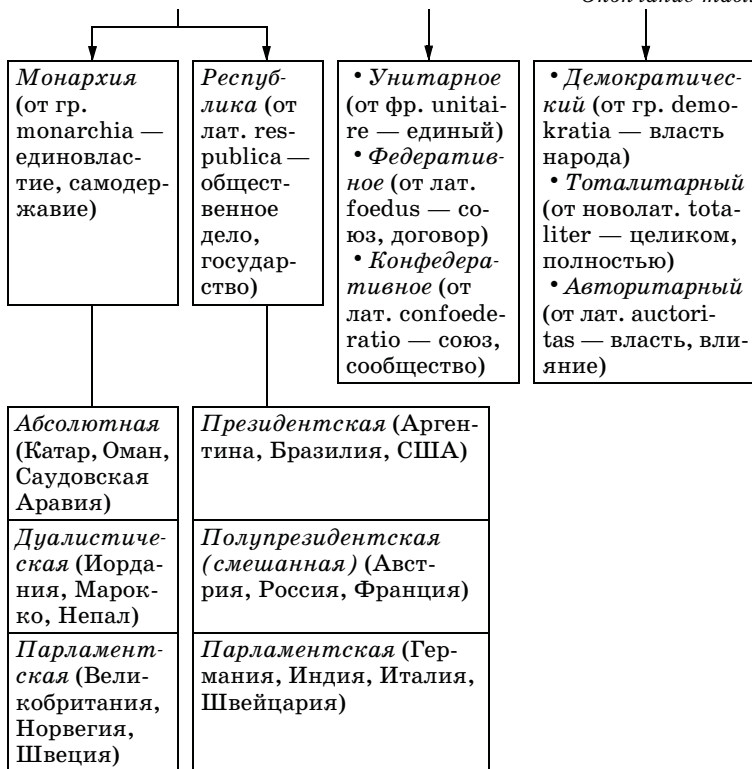 Монархия
(от гр.
monarchia —
единовлас-
тие, самодер-
жавие)
Респуб-
лика (от
лат. res-
publica —
общест-
венное
дело,
государ-
ство)
• Унитарное
(от фр. unitai-
re — единый)
• Федератив-
ное (от лат.
foedus — со-
юз, договор)
• Конфедера-
тивное (от
лат. confoede-
ratio — союз,
сообщество)
• Демократичес-
кий (от гр. demo-
kratia — власть
народа)
• Тоталитарный
(от новолат. tota-
liter — целиком,
полностью)
• Авторитарный
(от лат. auctori-
tas — власть, вли-
яние)
Абсолютная
(Катар, Оман,
Саудовская
Аравия)
Президентская (Арген-
тина, Бразилия, США)
Дуалистиче-
ская (Иорда-
ния, Марок-
ко, Непал)
Полупрезидентская
(смешанная) (Авст-
рия, Россия, Франция)
Парламент-
ская (Вели-
кобритания,
Норвегия,
Швеция)
Парламентская (Гер-
мания, Индия, Италия,
Швейцария)